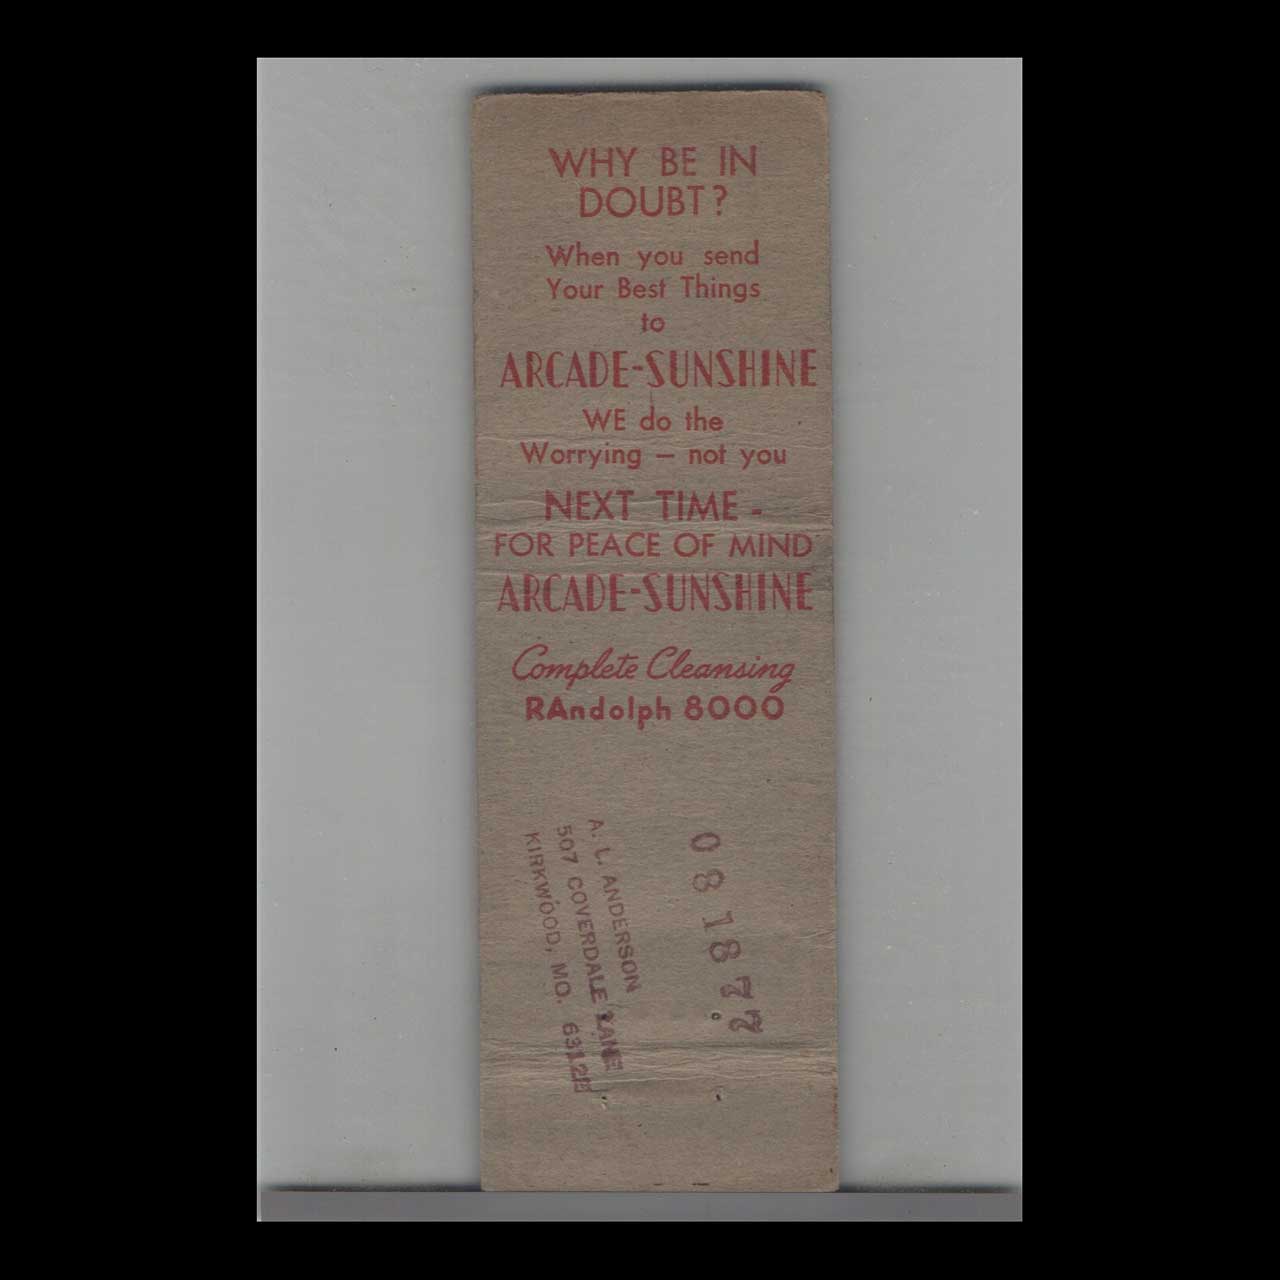 WHY BE IN
DOUBT?
When you send
Your Best Things
to
ARCADE-SUNSHINE
WE do the
Worrying — not you
NEXT TIME -
FOR PEACE OF MIND
ARCADE-SUNSHINE
Complete Cleansing
RAndolph 8000
A. L. ANDERSON
507 COVERDALE LANE
KIRKWOOD, MO.
081877